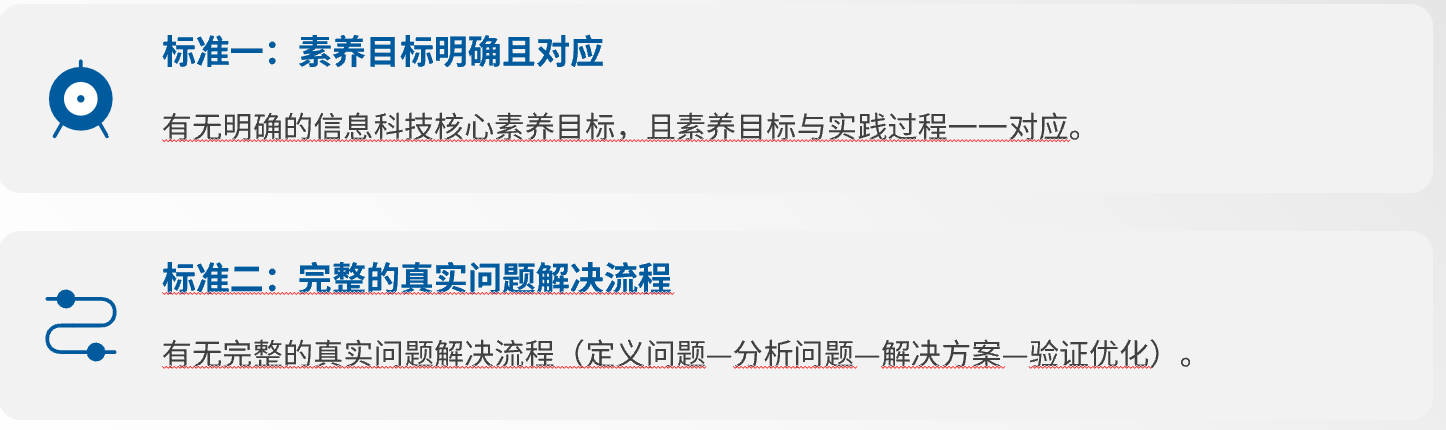 标准一：素养目标明确且对应
有无明确的信息科技核心素养目标，且素养目标与实践过程一一对应。
标准二：完整的真实问题解决流程
有无完整的真实问题解决流程（定义问题—分析问题—解决方案—验证优化）。